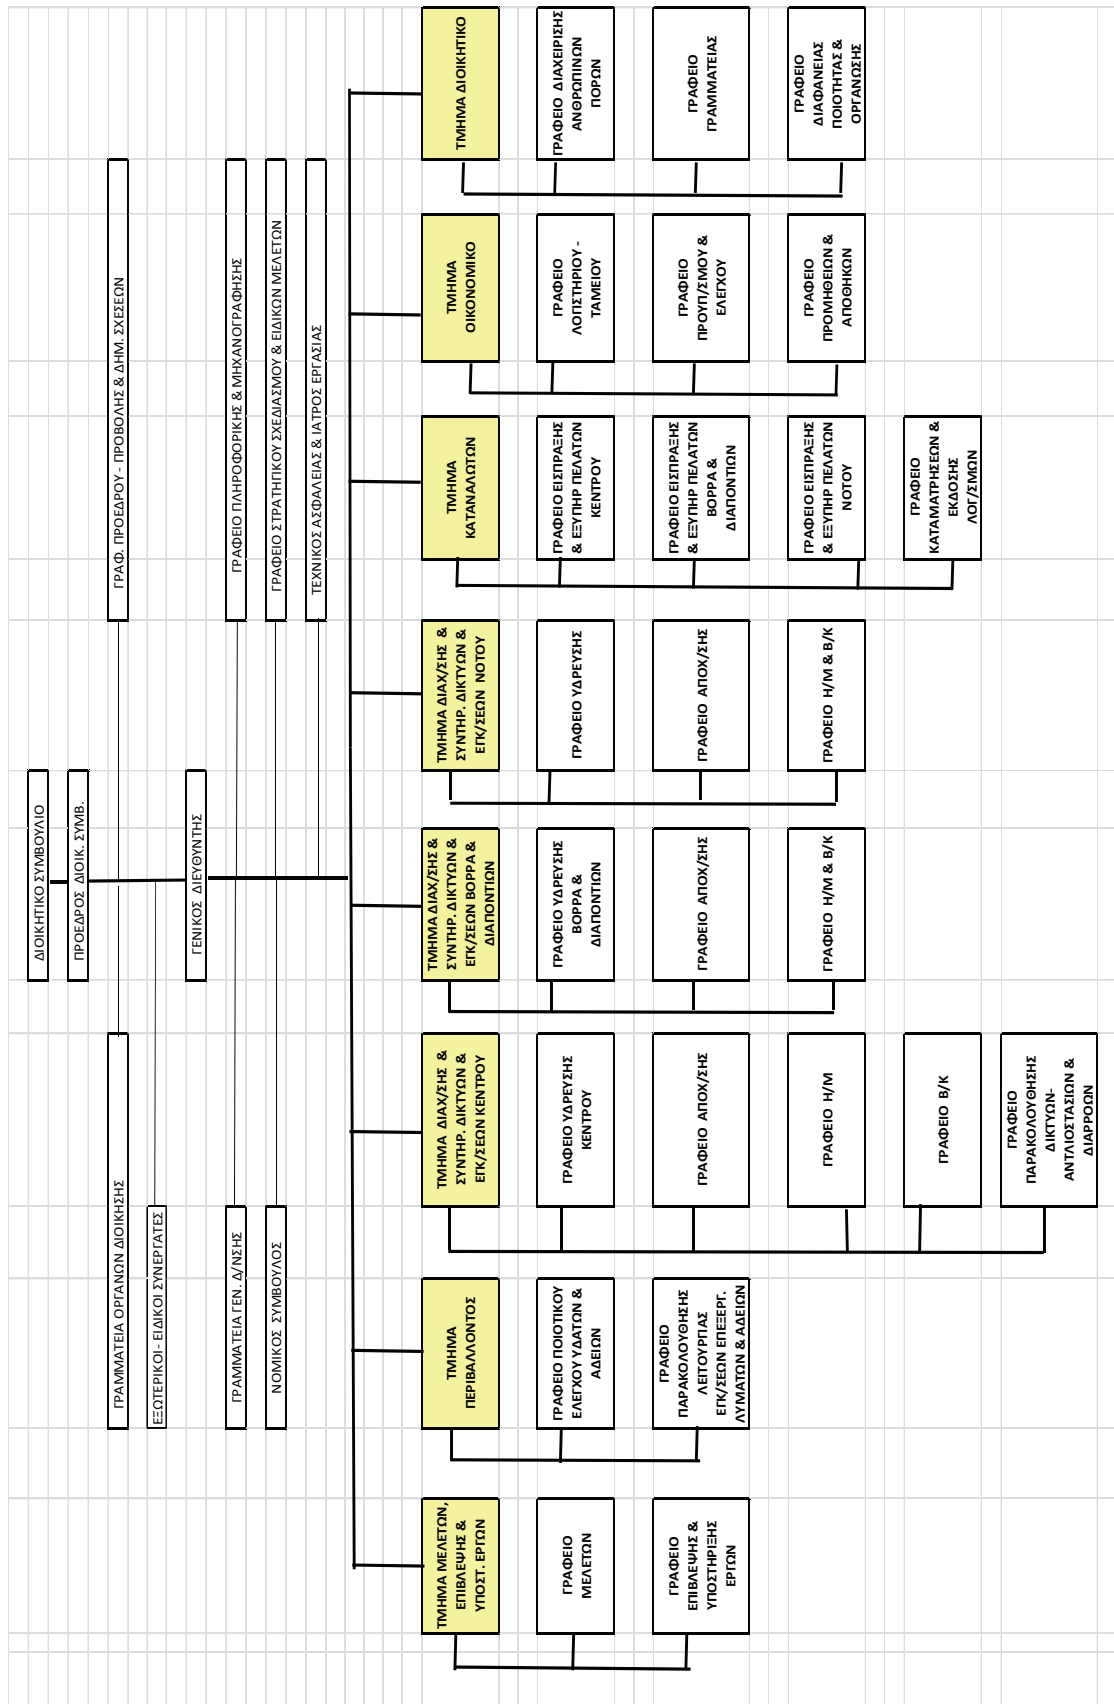 ΔΙΟΙΚΗΤΙΚΟ ΣΥΜΒΟΥΛΙΟ
ΠΡΟΕΔΡΟΣ ΔΙΟΙΚ. ΣΥΜΒ.
ΓΡΑΜΜΑΤΕΙΑ ΟΡΓΑΝΩΝ ΔΙΟΙΚΗΣΗΣ
ΓΡΑΦ. ΠΡΟΕΔΡΟΥ - ΠΡΟΒΟΛΗΣ & ΔΗΜ. ΣΧΕΣΕΩΝ
ΕΞΩΤΕΡΙΚΟΙ- ΕΙΔΙΚΟΙ ΣΥΝΕΡΓΑΤΕΣ
ΓΕΝΙΚΟΣ ΔΙΕΥΘΥΝΤΗΣ
ΓΡΑΜΜΑΤΕΙΑ ΓΕΝ. Δ/ΝΣΗΣ
ΓΡΑΦΕΙΟ ΠΛΗΡΟΦΟΡΙΚΗΣ & ΜΗΧΑΝΟΓΡΑΦΗΣΗΣ
ΝΟΜΙΚΟΣ ΣΥΜΒΟΥΛΟΣ
ΓΡΑΦΕΙΟ ΣΤΡΑΤΗΓΙΚΟΥ ΣΧΕΔΙΑΣΜΟΥ & ΕΙΔΙΚΩΝ ΜΕΛΕΤΩΝ
ΤΕΧΝΙΚΟΣ ΑΣΦΑΛΕΙΑΣ & ΙΑΤΡΟΣ ΕΡΓΑΣΙΑΣ
ΤΜΗΜΑ ΜΕΛΕΤΩΝ,
ΕΠΙΒΛΕΨΗΣ &
ΥΠΟΣΤ. ΕΡΓΩΝ
ΓΡΑΦΕΙΟ
ΜΕΛΕΤΩΝ
ΓΡΑΦΕΙΟ
ΕΠΙΒΛΕΨΗΣ &
ΥΠΟΣΤΗΡΙΞΗΣ
ΕΡΓΩΝ
ΤΜΗΜΑ
ΠΕΡΙΒΑΛΛΟΝΤΟΣ
ΓΡΑΦΕΙΟ ΠΟΙΟΤΙΚΟΥ
ΕΛΕΓΧΟΥ ΥΔΑΤΩΝ &
ΑΔΕΙΩΝ
ΓΡΑΦΕΙΟ
ΠΑΡΑΚΟΛΟΥΘΗΣΗΣ
ΛΕΙΤΟΥΡΓΙΑΣ
ΕΓΚ/ΣΕΩΝ ΕΠΕΞΕΡΓ.
ΛΥΜΑΤΩΝ & ΑΔΕΙΩΝ
ΤΜΗΜΑ ΔΙΑΧ/ΣΗΣ &
ΣΥΝΤΗΡ. ΔΙΚΤΥΩΝ &
ΕΓΚ/ΣΕΩΝ ΚΕΝΤΡΟΥ
ΓΡΑΦΕΙΟ ΥΔΡΕΥΣΗΣ
ΚΕΝΤΡΟΥ
ΓΡΑΦΕΙΟ ΑΠΟΧ/ΣΗΣ
ΓΡΑΦΕΙΟ Η/Μ
ΓΡΑΦΕΙΟ Β/Κ
ΓΡΑΦΕΙΟ
ΠΑΡΑΚΟΛΟΥΘΗΣΗΣ
ΔΙΚΤΥΩΝ-
ΑΝΤΛΙΟΣΤΑΣΙΩΝ &
ΔΙΑΡΡΟΩΝ
ΤΜΗΜΑ ΔΙΑΧ/ΣΗΣ &
ΣΥΝΤΗΡ. ΔΙΚΤΥΩΝ &
ΕΓΚ/ΣΕΩΝ ΒΟΡΡΑ &
ΔΙΑΠΟΝΤΙΩΝ
ΓΡΑΦΕΙΟ ΥΔΡΕΥΣΗΣ
ΒΟΡΡΑ &
ΔΙΑΠΟΝΤΙΩΝ
ΓΡΑΦΕΙΟ ΑΠΟΧ/ΣΗΣ
ΓΡΑΦΕΙΟ Η/Μ & Β/Κ
ΤΜΗΜΑ ΔΙΑΧ/ΣΗΣ &
ΣΥΝΤΗΡ. ΔΙΚΤΥΩΝ &
ΕΓΚ/ΣΕΩΝ ΝΟΤΟΥ
ΓΡΑΦΕΙΟ ΥΔΡΕΥΣΗΣ
ΓΡΑΦΕΙΟ ΑΠΟΧ/ΣΗΣ
ΓΡΑΦΕΙΟ Η/Μ & Β/Κ
ΤΜΗΜΑ
ΚΑΤΑΝΑΛΩΤΩΝ
ΓΡΑΦΕΙΟ ΕΙΣΠΡΑΞΗΣ
& ΕΞΥΠΗΡ ΠΕΛΑΤΩΝ
ΚΕΝΤΡΟΥ
ΓΡΑΦΕΙΟ ΕΙΣΠΡΑΞΗΣ
& ΕΞΥΠΗΡ ΠΕΛΑΤΩΝ
ΒΟΡΡΑ &
ΔΙΑΠΟΝΤΙΩΝ
ΓΡΑΦΕΙΟ ΕΙΣΠΡΑΞΗΣ
& ΕΞΥΠΗΡ ΠΕΛΑΤΩΝ
ΝΟΤΟΥ
ΓΡΑΦΕΙΟ
ΚΑΤΑΜΑΤΡΗΣΕΩΝ &
ΕΚΔΟΣΗΣ
ΛΟΓ/ΣΜΩΝ
ΤΜΗΜΑ
ΟΙΚΟΝΟΜΙΚΟ
ΓΡΑΦΕΙΟ
ΛΟΓΙΣΤΗΡΙΟΥ -
ΤΑΜΕΙΟΥ
ΓΡΑΦΕΙΟ
ΠΡΟΥΠ/ΣΜΟΥ &
ΕΛΕΓΧΟΥ
ΓΡΑΦΕΙΟ
ΠΡΟΜΗΘΕΙΩΝ &
ΑΠΟΘΗΚΩΝ
ΤΜΗΜΑ ΔΙΟΙΚΗΤΙΚΟ
ΓΡΑΦΕΙΟ ΔΙΑΧΕΙΡΙΣΗΣ
ΑΝΘΡΩΠΙΝΩΝ
ΠΟΡΩΝ
ΓΡΑΦΕΙΟ
ΓΡΑΜΜΑΤΕΙΑΣ
ΓΡΑΦΕΙΟ
ΔΙΑΦΑΝΕΙΑΣ
ΠΟΙΟΤΗΤΑΣ &
ΟΡΓΑΝΩΣΗΣ